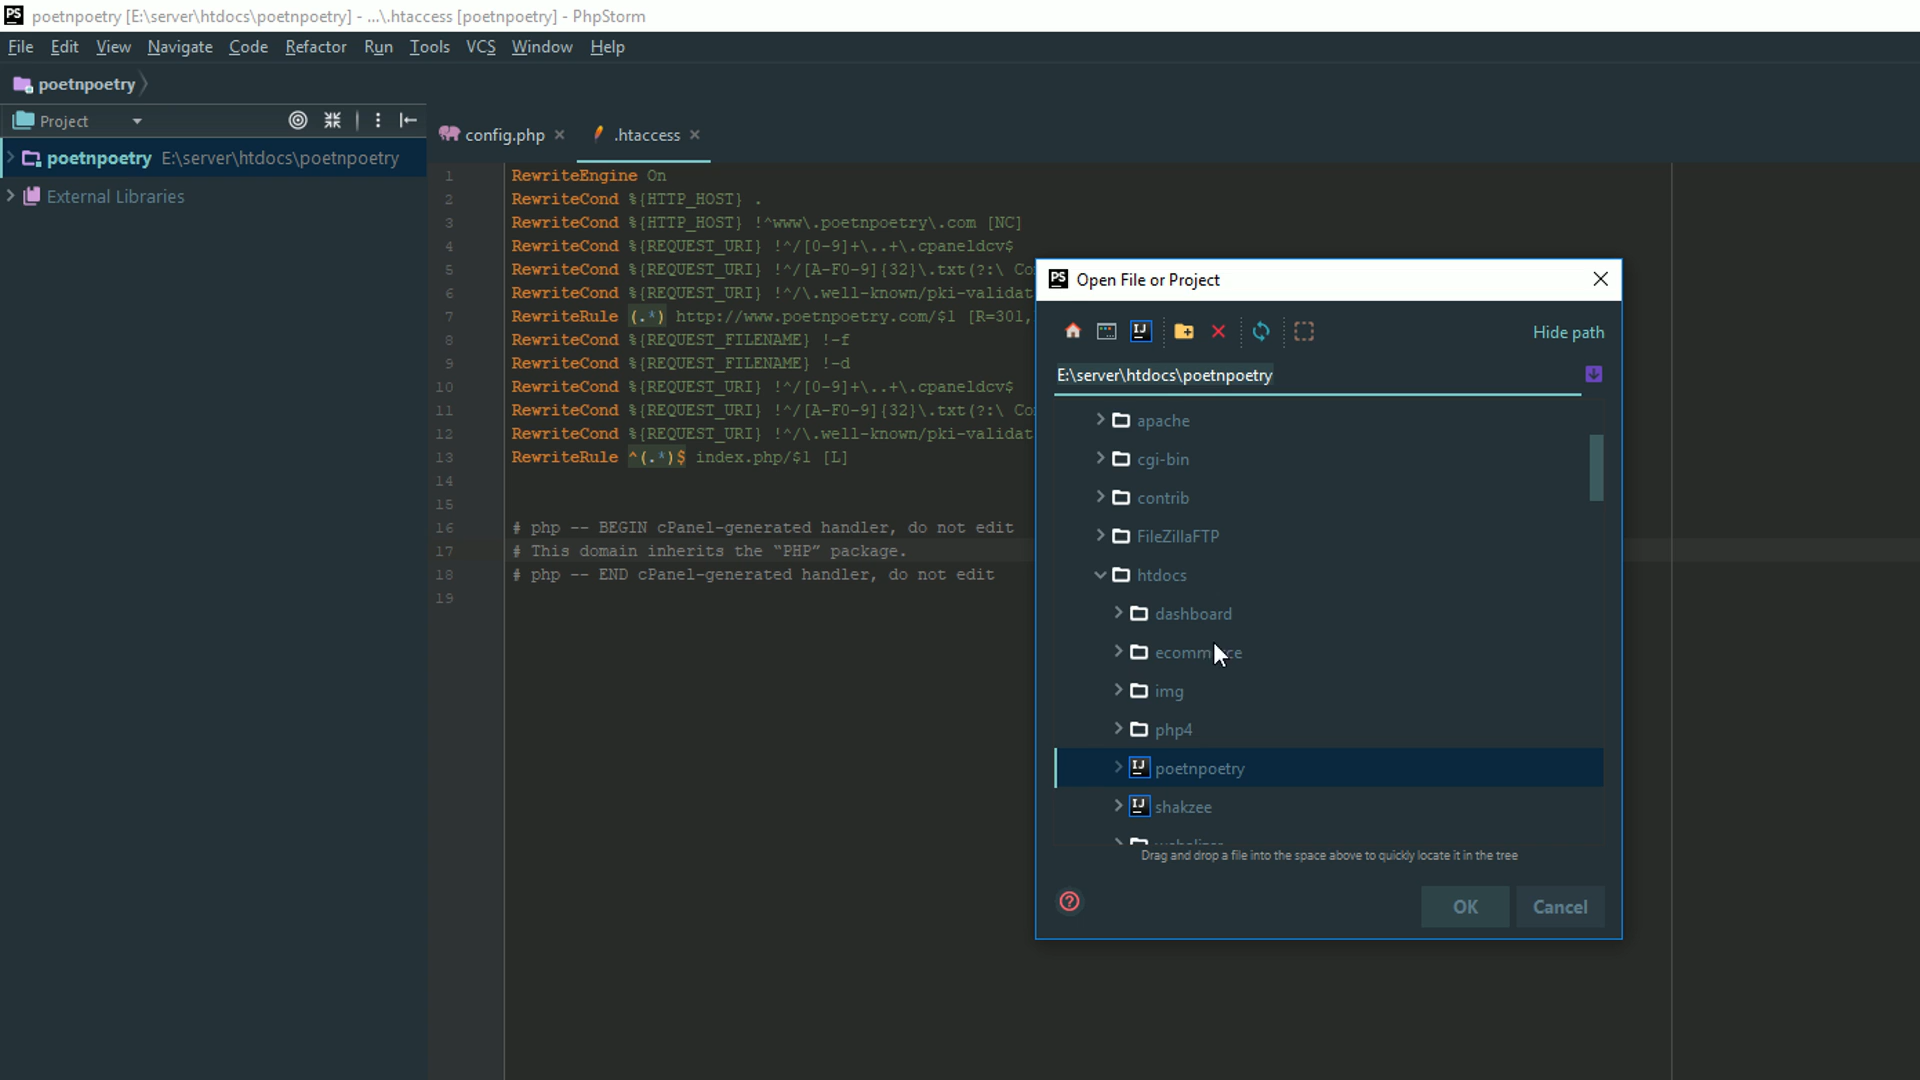 PS poetnpoetry [E:\server\htdocs\poetnpoetry] - ...\.htaccess [poetnpoetry] - PhpStorm
File Edit View Navigate Code Refactor Run Tools VCS Window Help
poetnpoetry
Project
config.php .htaccess
poetnpoetry E:\server\htdocs\poetnpoetry
External Libraries
1 RewriteEngine On
2 RewriteCond %{HTTP_HOST} .
3 RewriteCond %{HTTP_HOST} !^www\.poetnpoetry\.com [NC]
4 RewriteCond %{REQUEST_URI} !^/[0-9]+\..+\.cpaneldcv$
5 RewriteCond %{REQUEST_URI} !^/[A-F0-9]{32}\.txt(?:\ Co
6 RewriteCond %{REQUEST_URI} !^/\.well-known/pki-validat
7 RewriteRule (.*) http://www.poetnpoetry.com/$1 [R=301,
8 RewriteCond %{REQUEST_FILENAME} !-f
9 RewriteCond %{REQUEST_FILENAME} !-d
10 RewriteCond %{REQUEST_URI} !^/[0-9]+\..+\.cpaneldcv$
11 RewriteCond %{REQUEST_URI} !^/[A-F0-9]{32}\.txt(?:\ Co
12 RewriteCond %{REQUEST_URI} !^/\.well-known/pki-validat
13 RewriteRule ^(.*)$ index.php/$1 [L]
14
15
16 # php -- BEGIN cPanel-generated handler, do not edit
17 # This domain inherits the “PHP” package.
18 # php -- END cPanel-generated handler, do not edit
19
PS Open File or Project
IJ Hide path
E:\server\htdocs\poetnpoetry
apache
cgi-bin
contrib
FileZillaFTP
htdocs
dashboard
ecommerce
img
php4
IJ poetnpoetry
IJ shakzee
Drag and drop a file into the space above to quickly locate it in the tree
OK Cancel